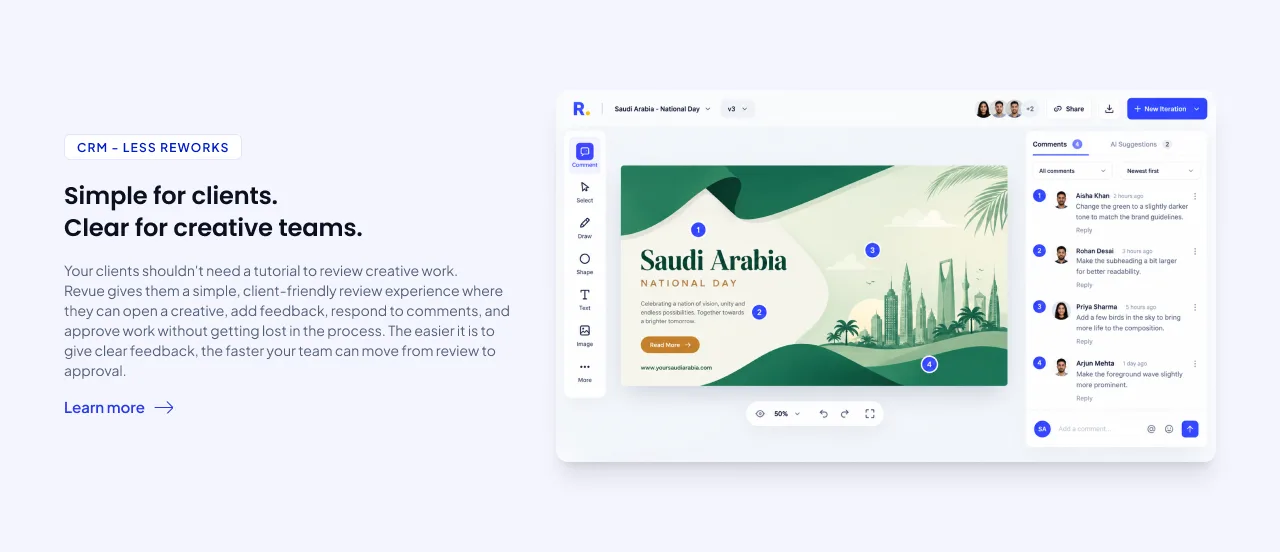 CRM - LESS REWORKS
Simple for clients.
Clear for creative teams.
Your clients shouldn't need a tutorial to review creative work.
Revue gives them a simple, client-friendly review experience where
they can open a creative, add feedback, respond to comments, and
approve work without getting lost in the process. The easier it is to
give clear feedback, the faster your team can move from review to
approval.
Learn more
R.
Saudi Arabia - National Day
v3
+2
Share
New Iteration
Comment
Select
Draw
Shape
Text
Image
More
1
Saudi Arabia
NATIONAL DAY
Celebrating a nation of vision, unity and
endless possibilities. Together towards
a brighter tomorrow.
2
3
4
Read More
www.yoursaudiarabia.com
50%
Comments 4
AI Suggestions 2
All comments
Newest first
1
Aisha Khan 2 hours ago
Change the green to a slightly darker
tone to match the brand guidelines.
Reply
2
Rohan Desai 3 hours ago
Make the subheading a bit larger
for better readability.
Reply
3
Priya Sharma 5 hours ago
Add a few birds in the sky to bring
more life to the composition.
Reply
4
Arjun Mehta 1 day ago
Make the foreground wave slightly
more prominent.
Reply
SA
Add a comment...